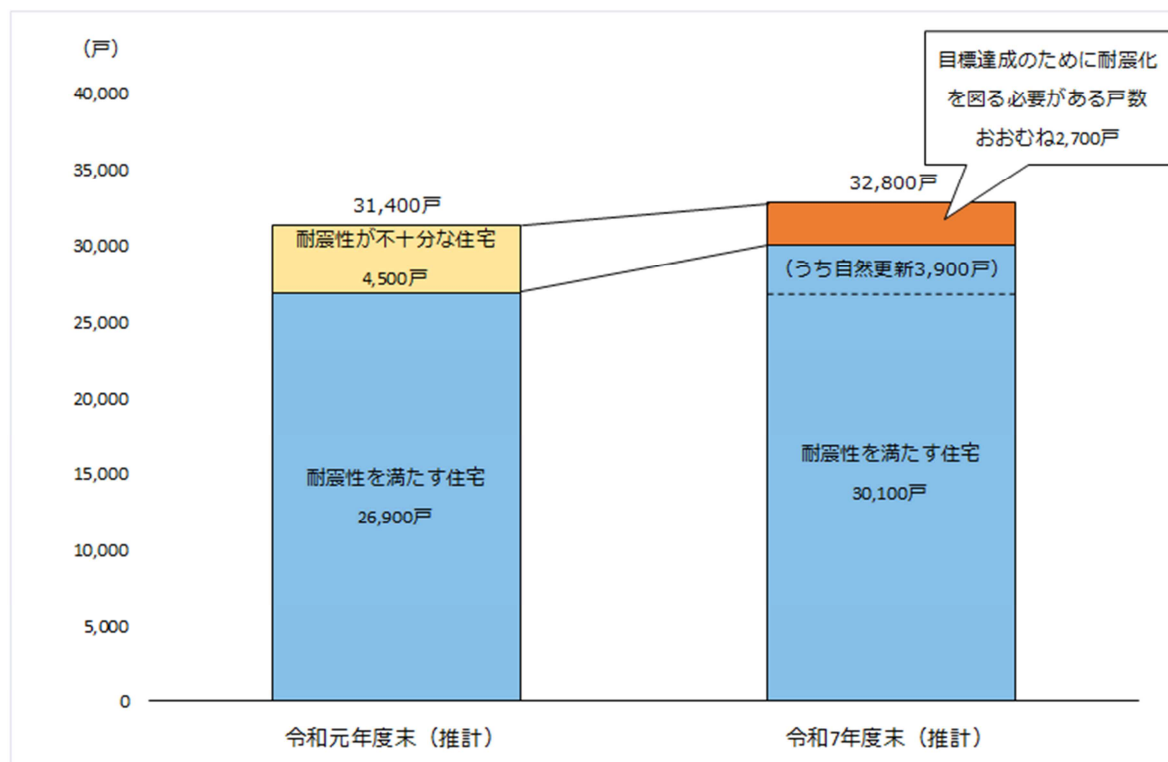 （戸）
目標達成のために耐震化
を図る必要がある戸数
おおむね2,700戸
40,000
35,000
30,000
25,000
20,000
15,000
10,000
5,000
0
31,400戸
耐震性が不十分な住宅
4,500戸
耐震性を満たす住宅
26,900戸
32,800戸
（うち自然更新3,900戸）
耐震性を満たす住宅
30,100戸
令和元年度末（推計）
令和7年度末（推計）